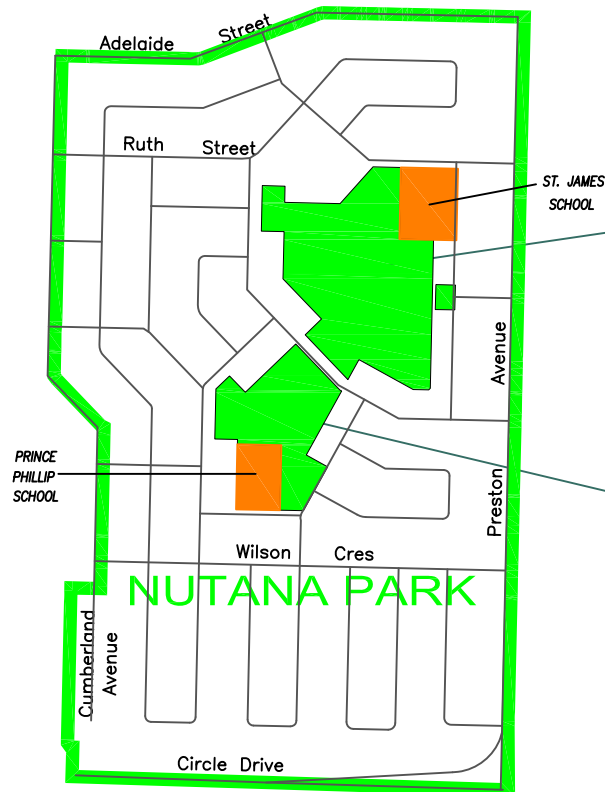 Adelaide Street
Ruth Street
ST. JAMES
SCHOOL
Avenue
PRINCE
PHILLIP
SCHOOL
Preston
Wilson Cres
NUTANA PARK
Cumberland
Avenue
Circle Drive